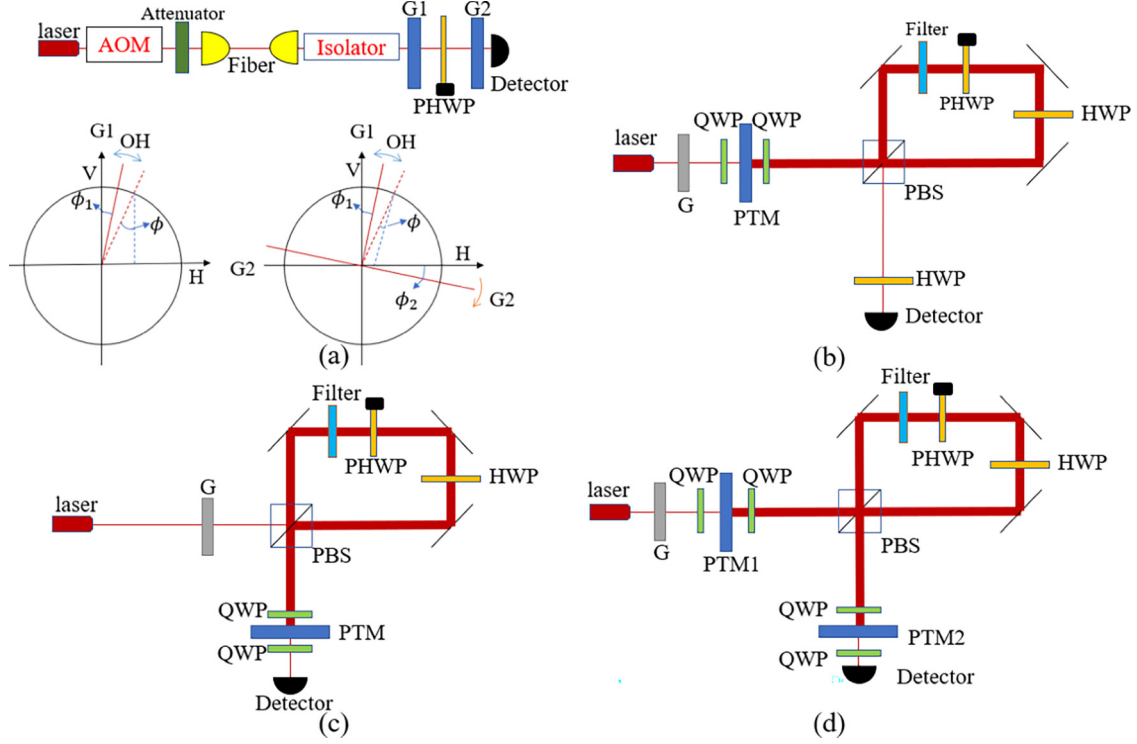 G1 G2
Attenuator
laser
AOM
Isolator
Fiber
PHWP
Detector
G1
OH
V
ϕ₁
ϕ
H
G1
OH
V
ϕ₁
ϕ
H
G2
ϕ₂
G2
(a)
Filter
PHWP
HWP
QWP QWP
laser
G
PTM
PBS
HWP
Detector
(b)
Filter
PHWP
HWP
laser
G
PBS
QWP
PTM
QWP
Detector
(c)
Filter
PHWP
HWP
QWP QWP
laser
G
PTM1
PBS
QWP
PTM2
QWP
Detector
(d)